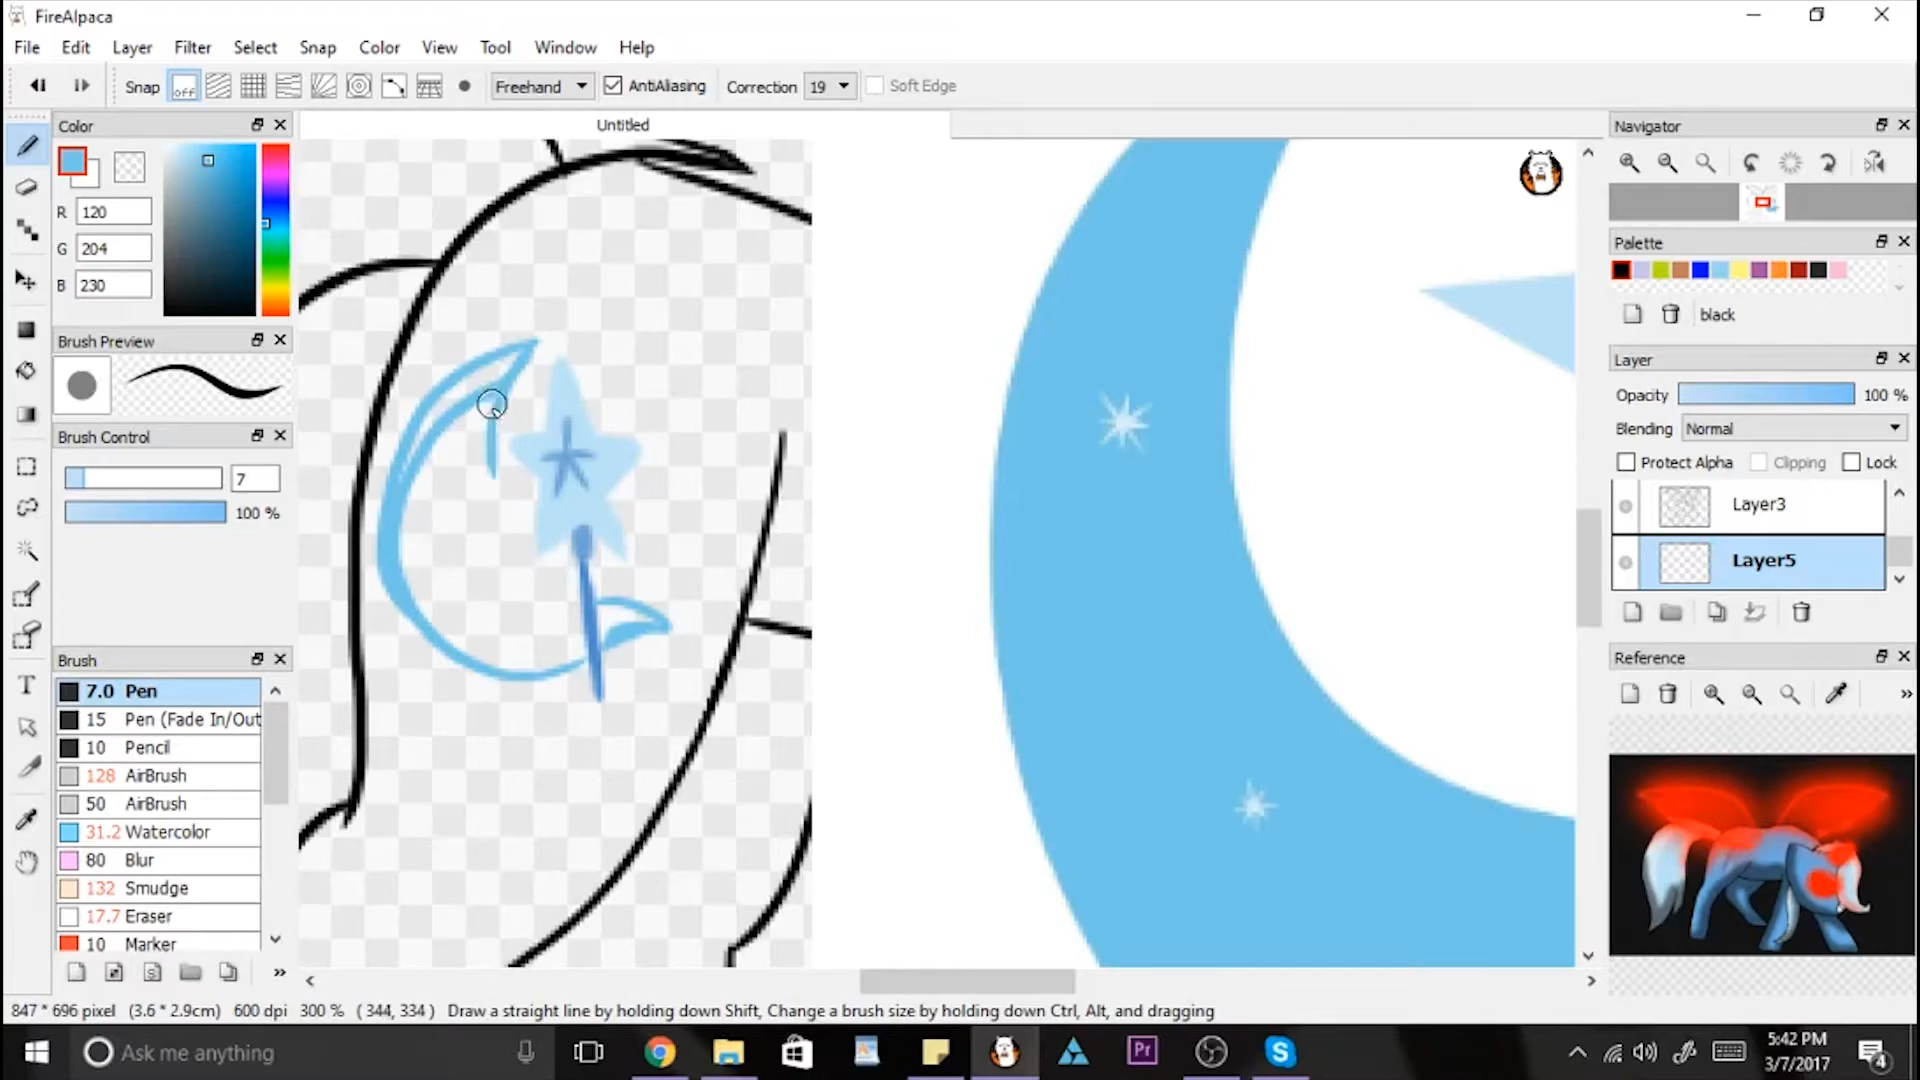 FireAlpaca
File Edit Layer Filter Select Snap Color View Tool Window Help
Snap off Freehand AntiAliasing Correction 19 Soft Edge
Color
R 120
G 204
B 230
Brush Preview
Brush Control
7
100 %
Brush
7.0 Pen
15 Pen (Fade In/Out
10 Pencil
128 AirBrush
50 AirBrush
31.2 Watercolor
80 Blur
132 Smudge
17.7 Eraser
10 Marker
»
Untitled
Navigator
Palette
black
Layer
Opacity 100 %
Blending Normal
Protect Alpha Clipping Lock
Layer3
Layer5
Reference
»
847 * 696 pixel (3.6 * 2.9cm) 600 dpi 300 % ( 344, 334 ) Draw a straight line by holding down Shift, Change a brush size by holding down Ctrl, Alt, and dragging
Ask me anything
Pr
5:42 PM
3/7/2017
4